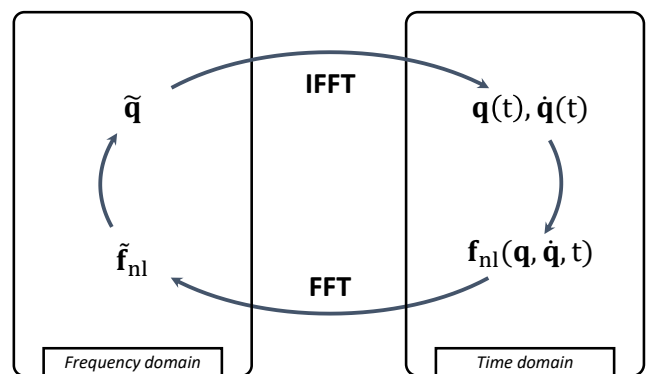 IFFT
q̃
q(t), q̇(t)
f̃nl
fnl(q, q̇, t)
FFT
Frequency domain
Time domain